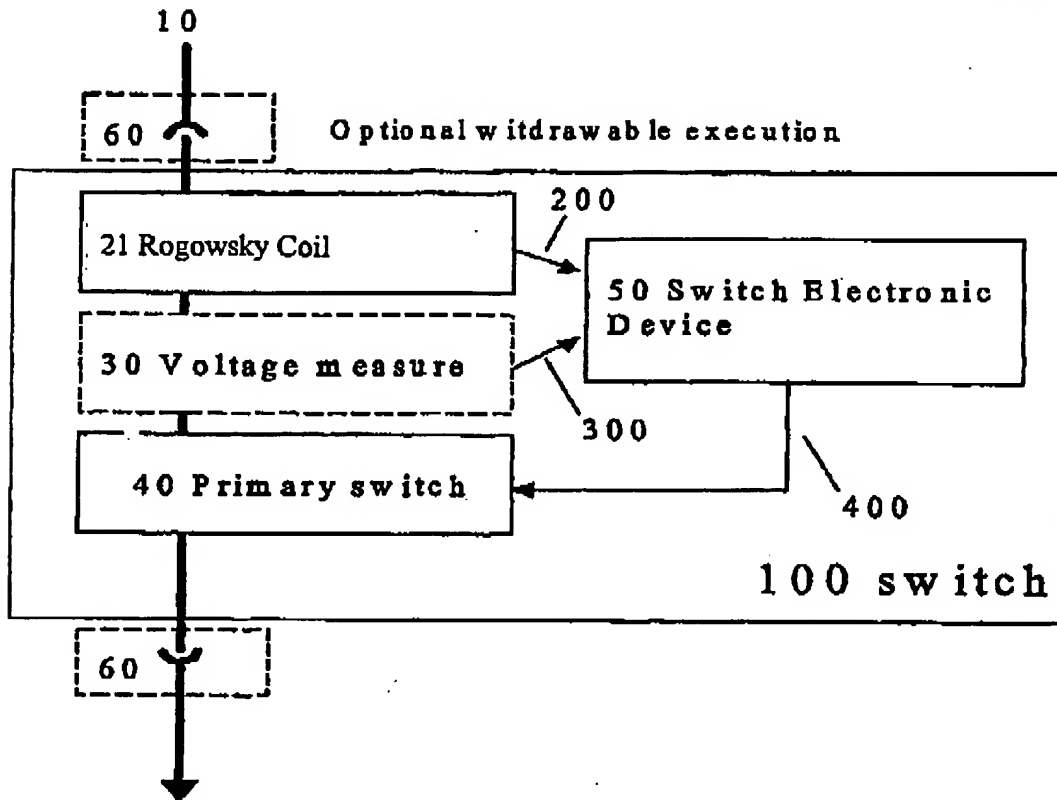 10
60
Optional witdrawable execution
21 Rogowsky Coil
200
50 Switch Electronic
Device
30 Voltage measure
300
40 Primary switch
400
100 switch
60